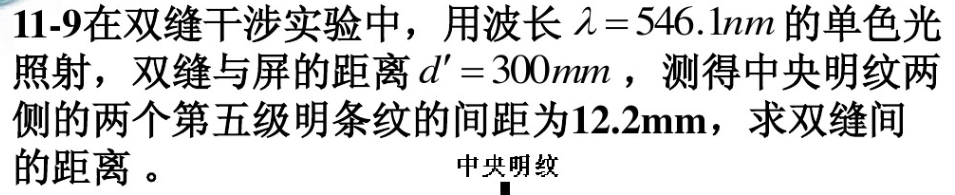 11-9在双缝干涉实验中，用波长 λ=546.1nm 的单色光
照射，双缝与屏的距离 d′=300mm，测得中央明纹两
侧的两个第五级明条纹的间距为12.2mm，求双缝间
的距离。
中央明纹